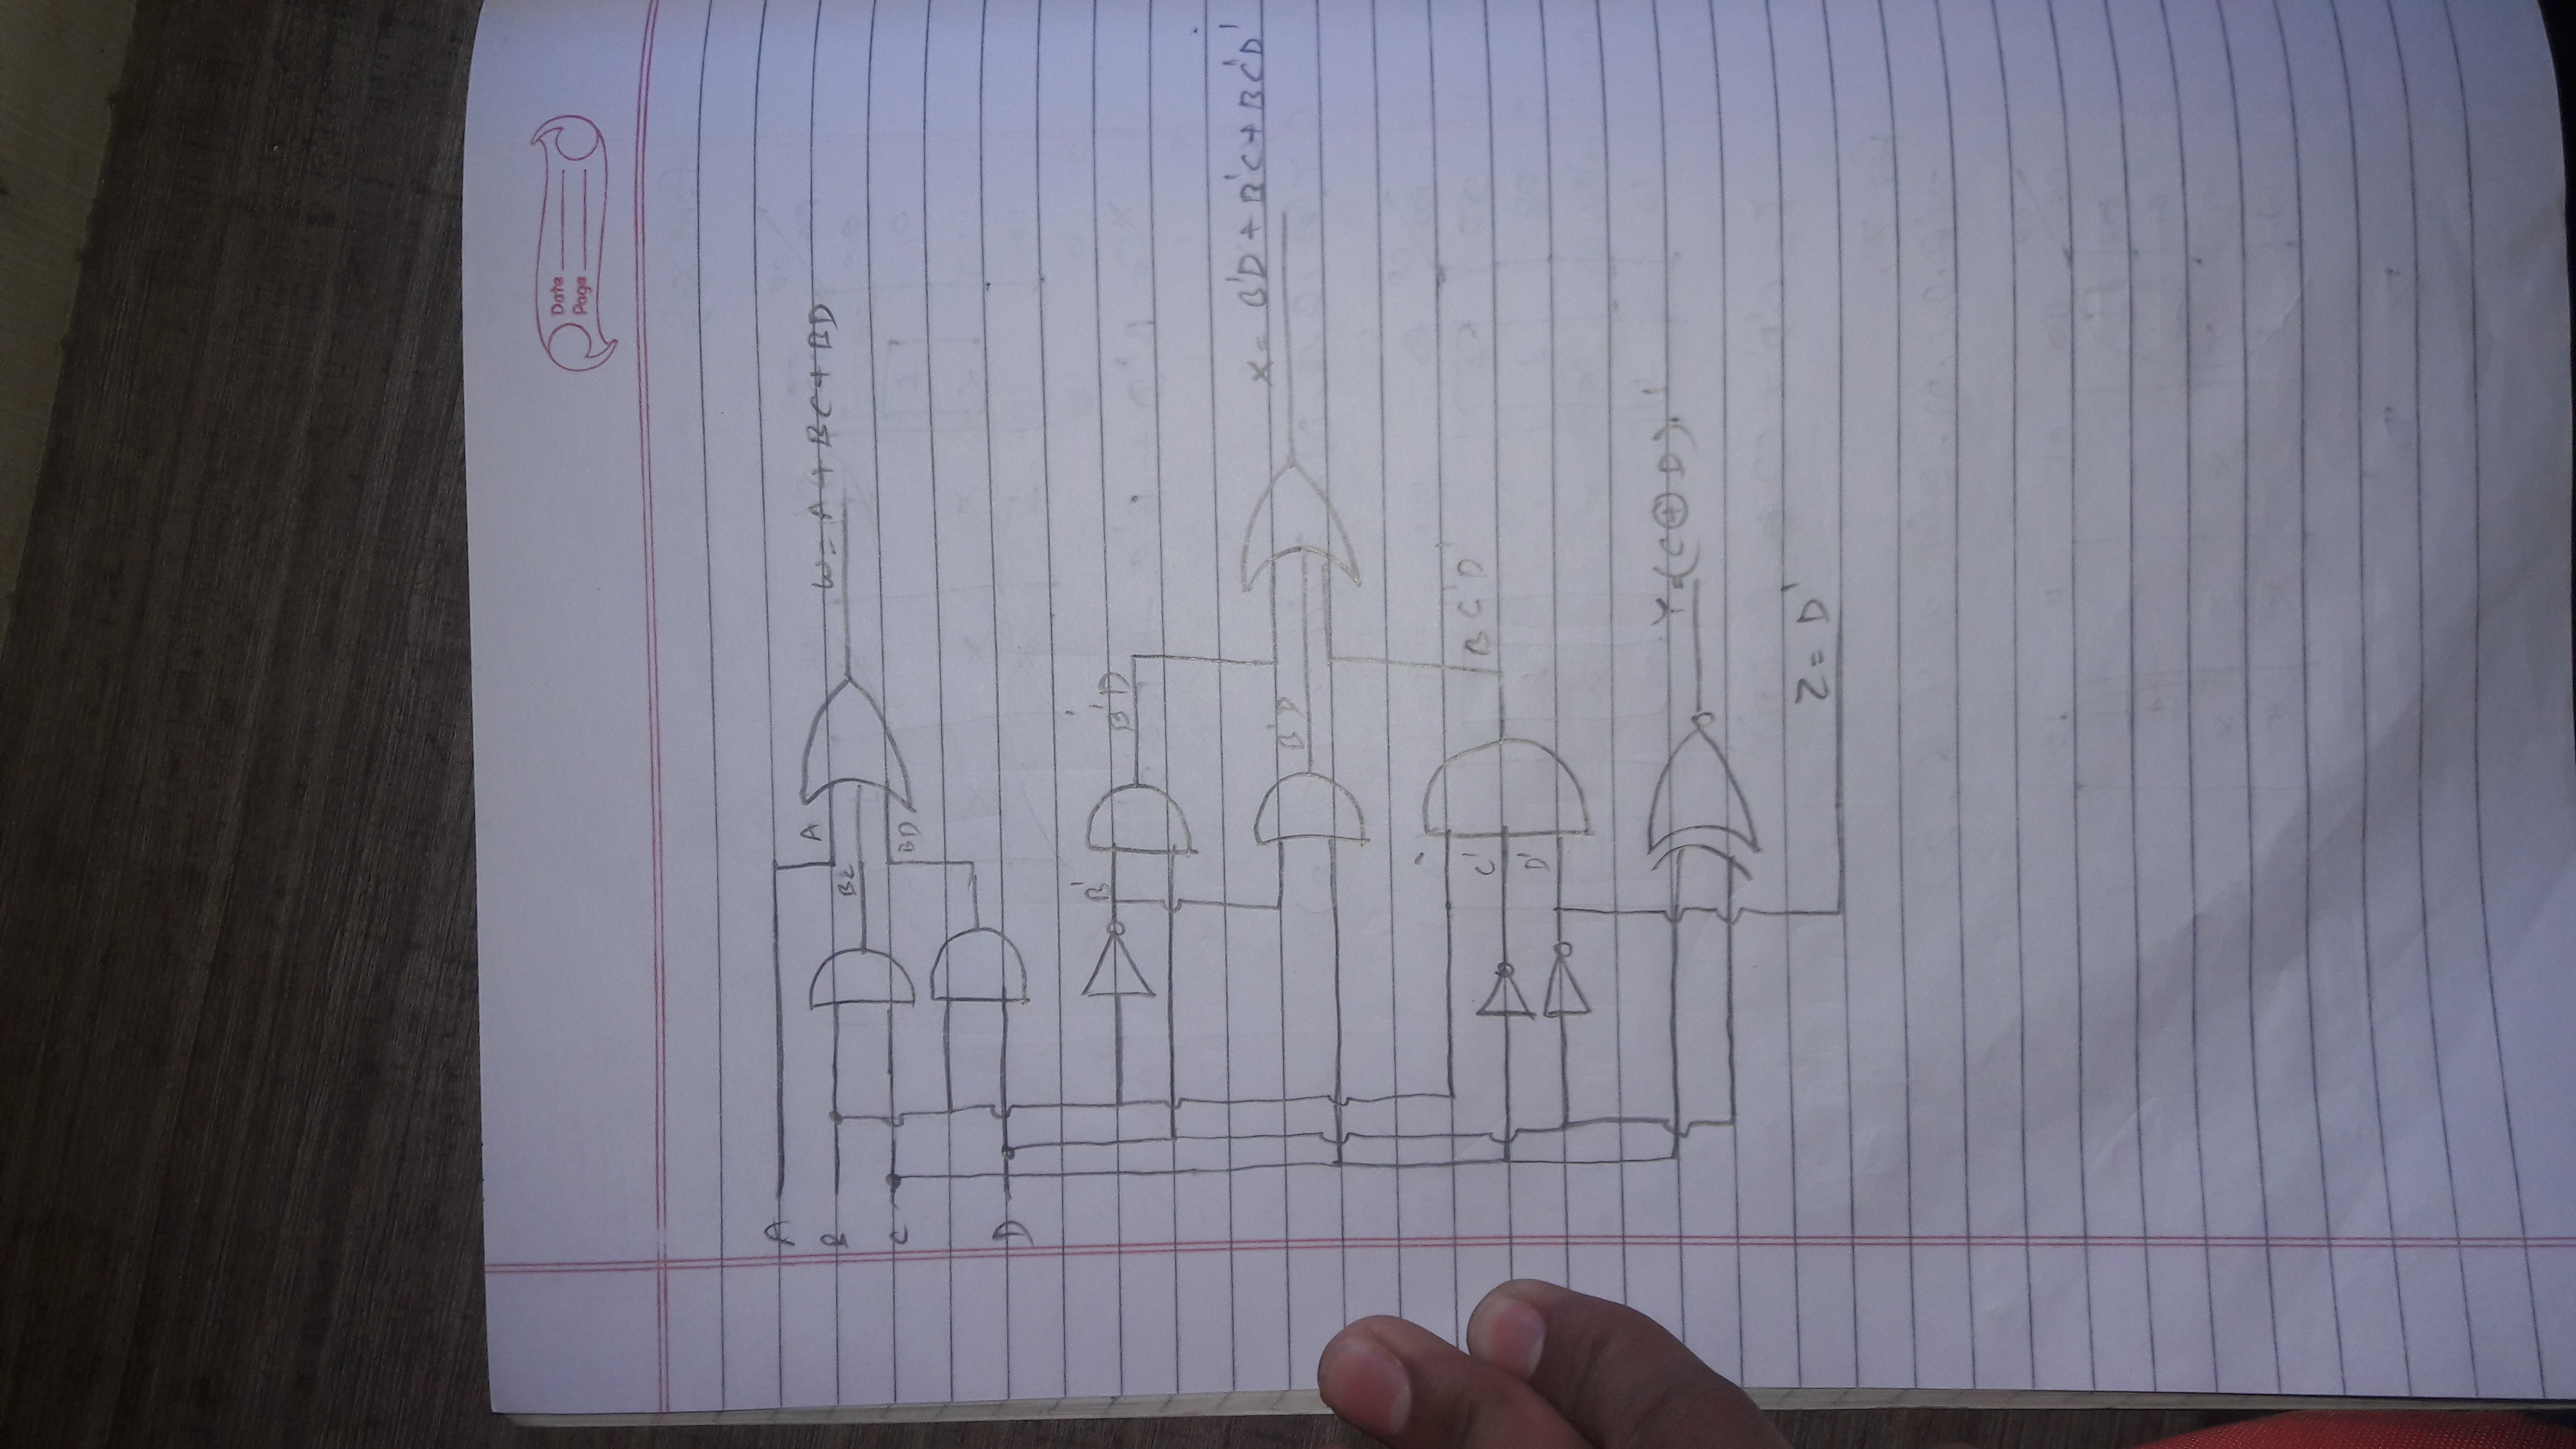 Date
Page
A
B
C
D
A
BC
BD
W = A + BC + BD
B'
B'D
B'D
X = B'D + B'C + BC'D'
C'
D'
BC'D'
Y=(C ⊕ D)'
Z = D'